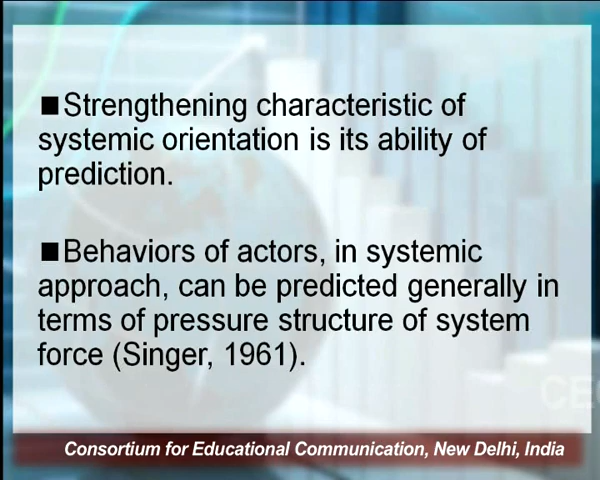 ■Strengthening characteristic of
systemic orientation is its ability of
prediction.
■Behaviors of actors, in systemic
approach, can be predicted generally in
terms of pressure structure of system
force (Singer, 1961).
CEC
Consortium for Educational Communication, New Delhi, India